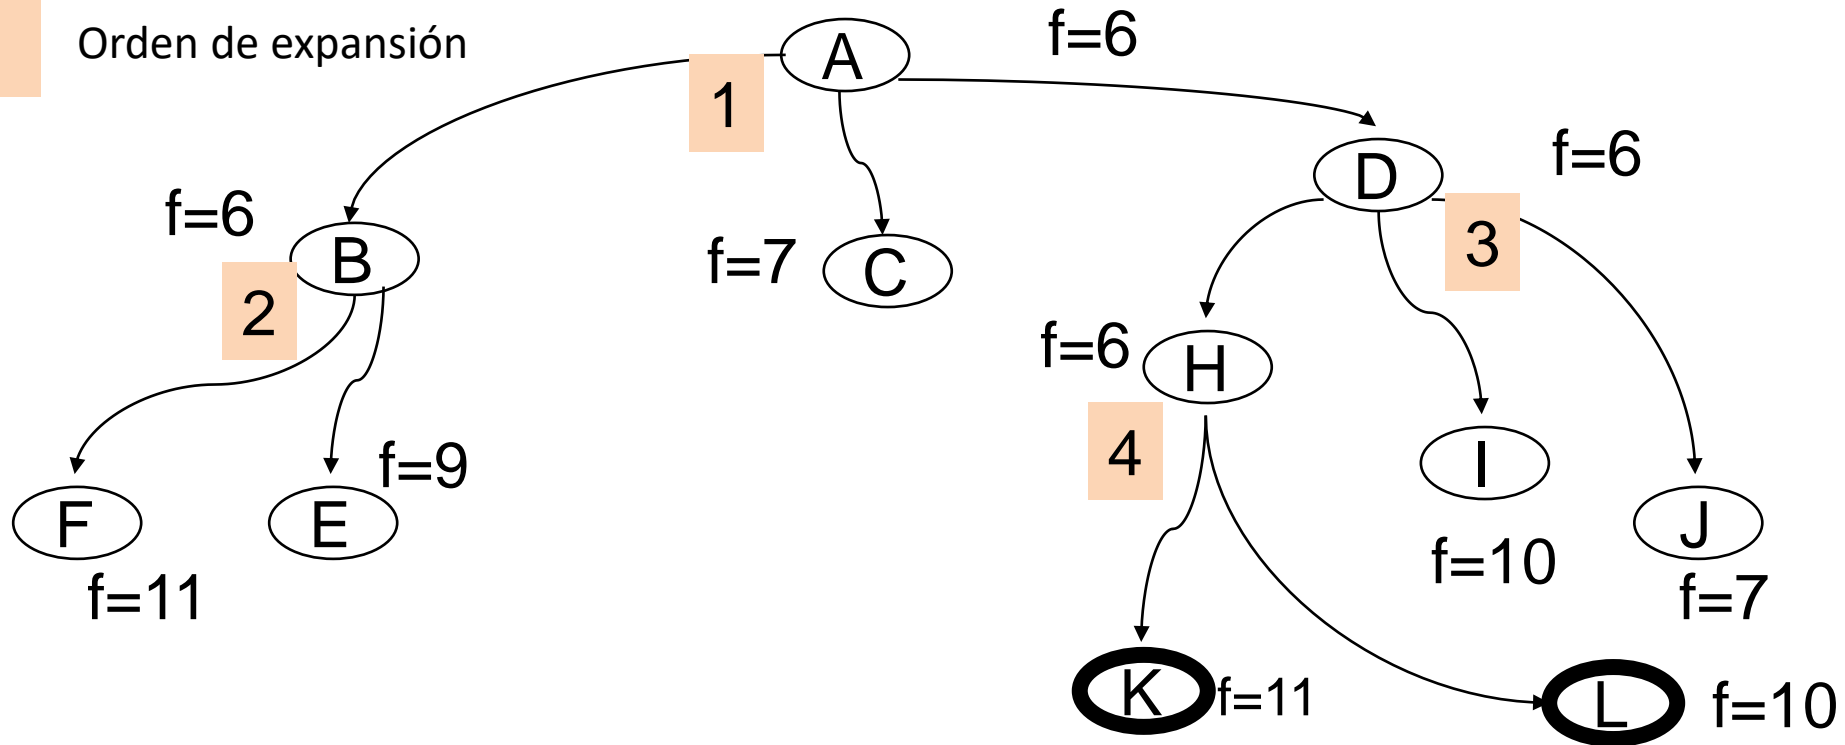 Orden de expansión
A
f=6
1
D
f=6
f=6
B
2
f=7
C
3
f=6
H
4
f=9
F
E
f=11
I
f=10
J
f=7
K
f=11
L
f=10